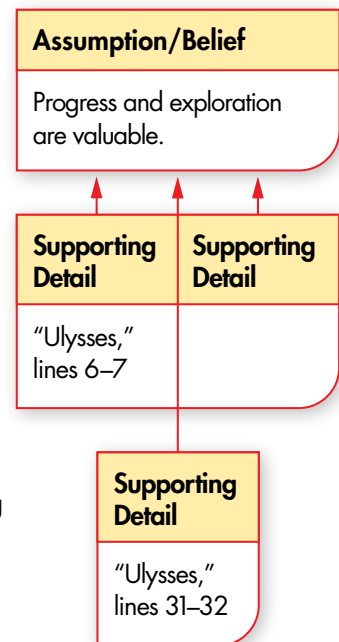 Assumption/Belief
Progress and exploration
are valuable.
Supporting
Detail
Supporting
Detail
“Ulysses,”
lines 6–7
Supporting
Detail
“Ulysses,”
lines 31–32